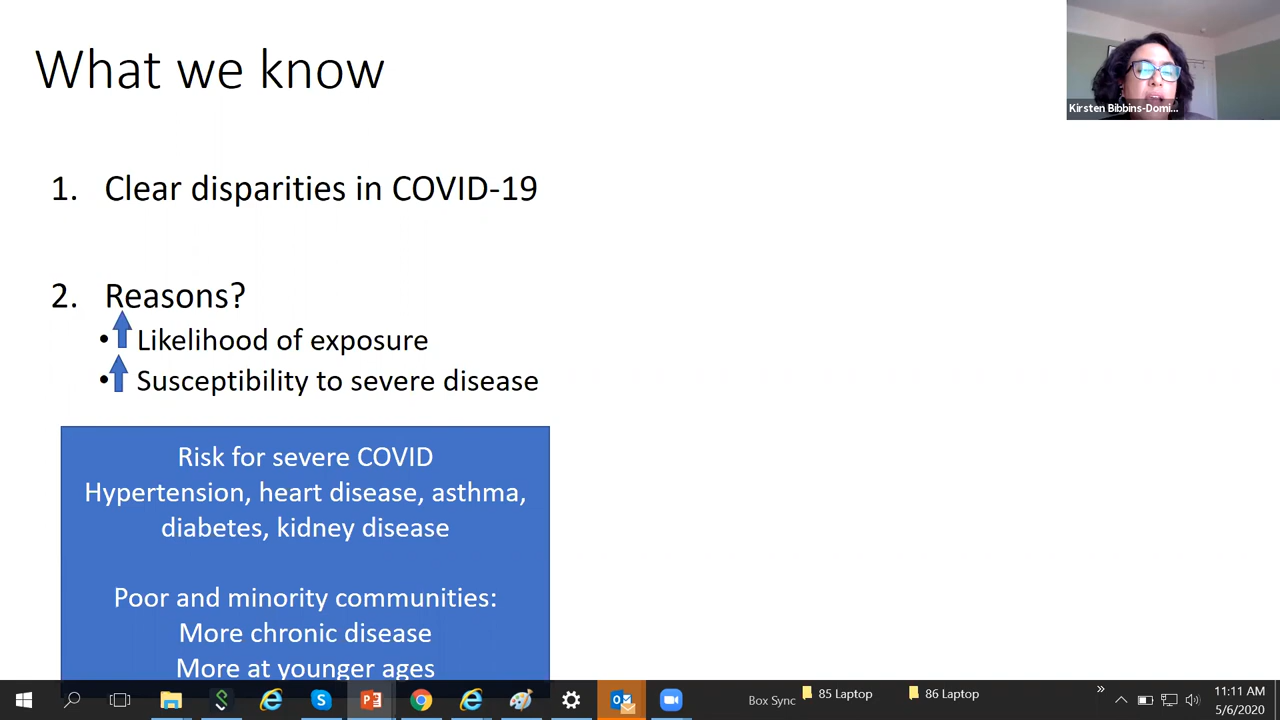 What we know
Kirsten Bibbins-Domi...
1. Clear disparities in COVID-19
2. Reasons?
• Likelihood of exposure
• Susceptibility to severe disease
Risk for severe COVID
Hypertension, heart disease, asthma,
diabetes, kidney disease
Poor and minority communities:
More chronic disease
More at younger ages
Box Sync
85 Laptop
86 Laptop
11:11 AM
5/6/2020